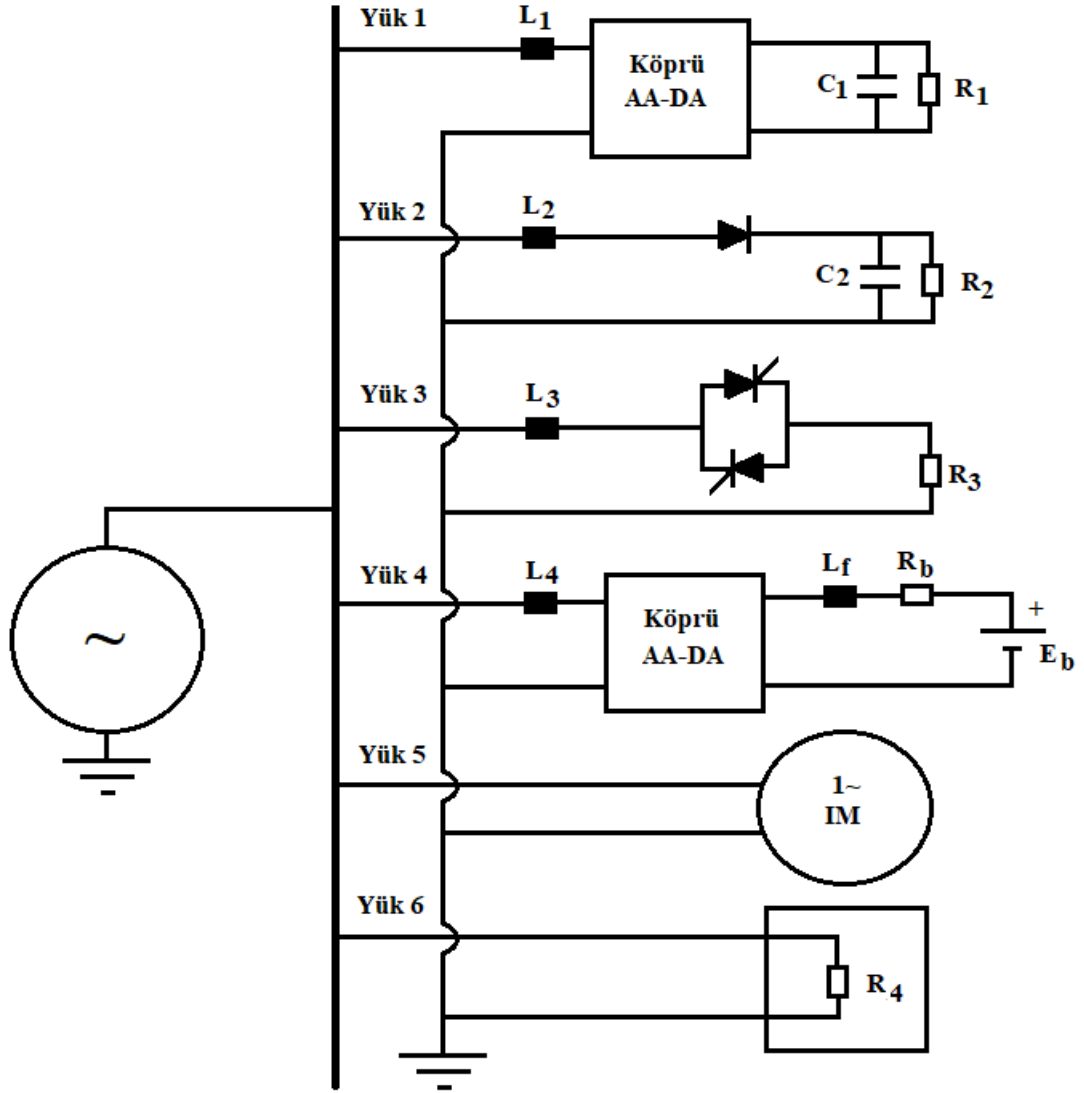 Yük 1
L1
Köprü
AA-DA
C1
R1
Yük 2
L2
C2
R2
Yük 3
L3
R3
~
Yük 4
L4
Köprü
AA-DA
Lf
Rb
+
Eb
Yük 5
1~
IM
Yük 6
R4